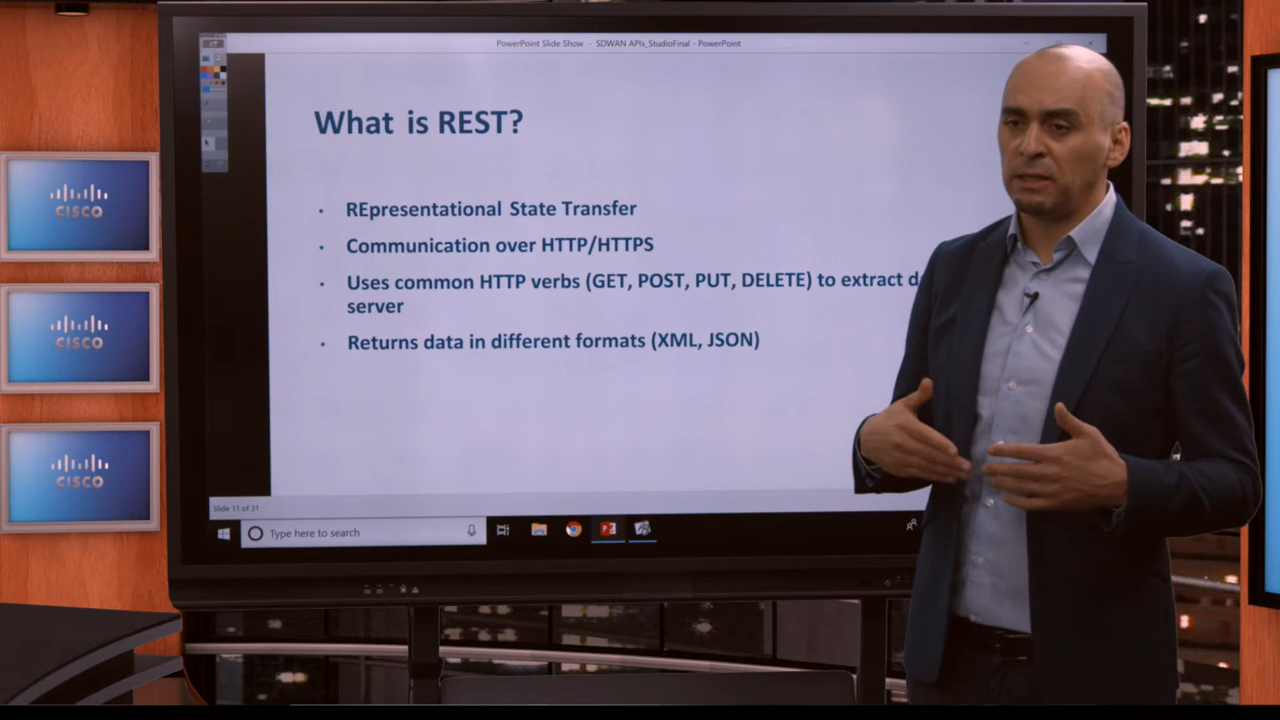 PowerPoint Slide Show - SDWAN APIs_StudioFinal - PowerPoint
What is REST?
• REpresentational State Transfer
• Communication over HTTP/HTTPS
• Uses common HTTP verbs (GET, POST, PUT, DELETE) to extract
server
• Returns data in different formats (XML, JSON)
Slide 11 of 31
Type here to search
CISCO
CISCO
CISCO